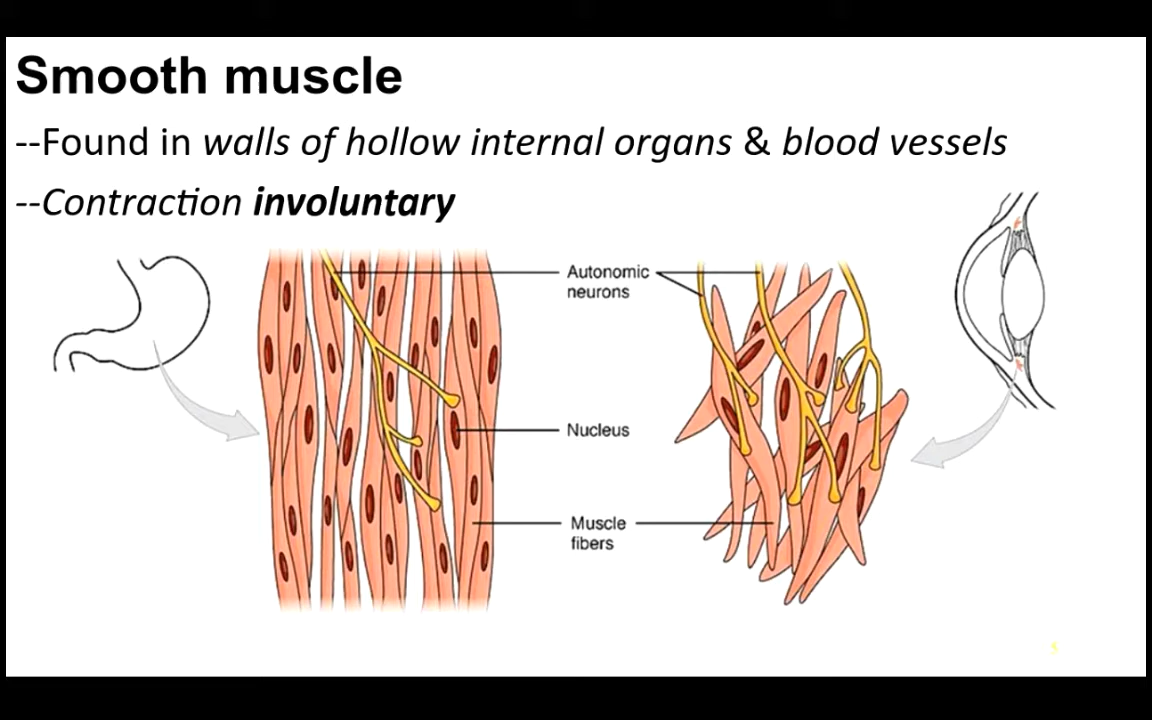 Smooth muscle
--Found in walls of hollow internal organs & blood vessels
--Contraction involuntary
Autonomic
neurons
Nucleus
Muscle
fibers